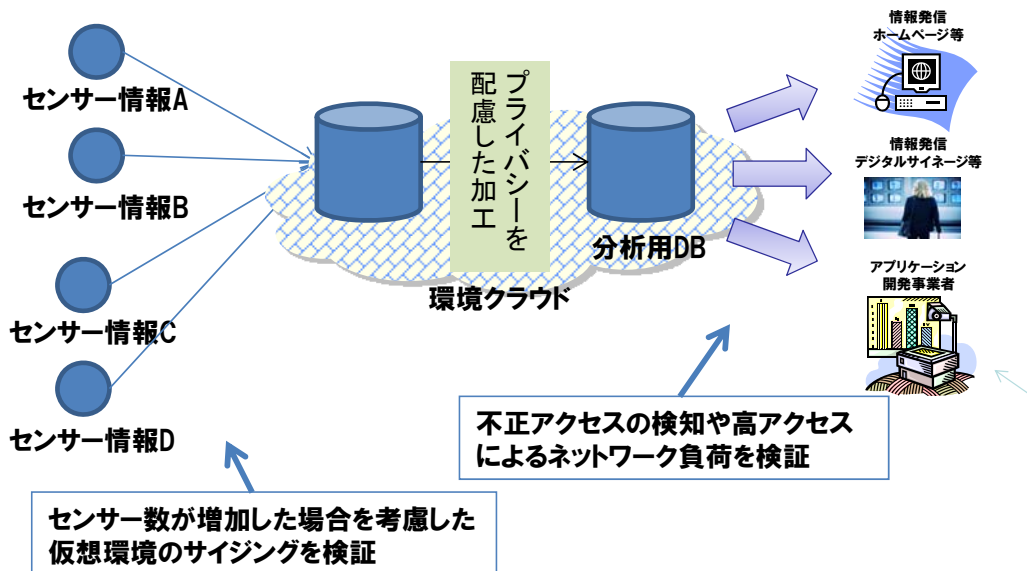 センサー情報A
センサー情報B
センサー情報C
センサー情報D
プライバシーを
配慮した加工
分析用DB
環境クラウド
情報発信
ホームページ等
情報発信
デジタルサイネージ等
アプリケーション
開発事業者
不正アクセスの検知や高アクセス
によるネットワーク負荷を検証
センサー数が増加した場合を考慮した
仮想環境のサイジングを検証